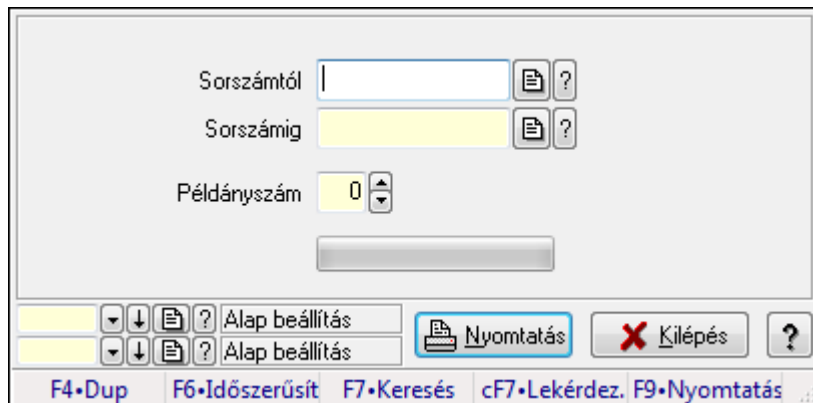 Sorszámtól ?
Sorszámig ?
Példányszám 0
? Alap beállítás
? Alap beállítás
Nyomtatás Kilépés ?
F4•Dup F6•Időszerűsít F7•Keresés cF7•Lekérdez. F9•Nyomtatás